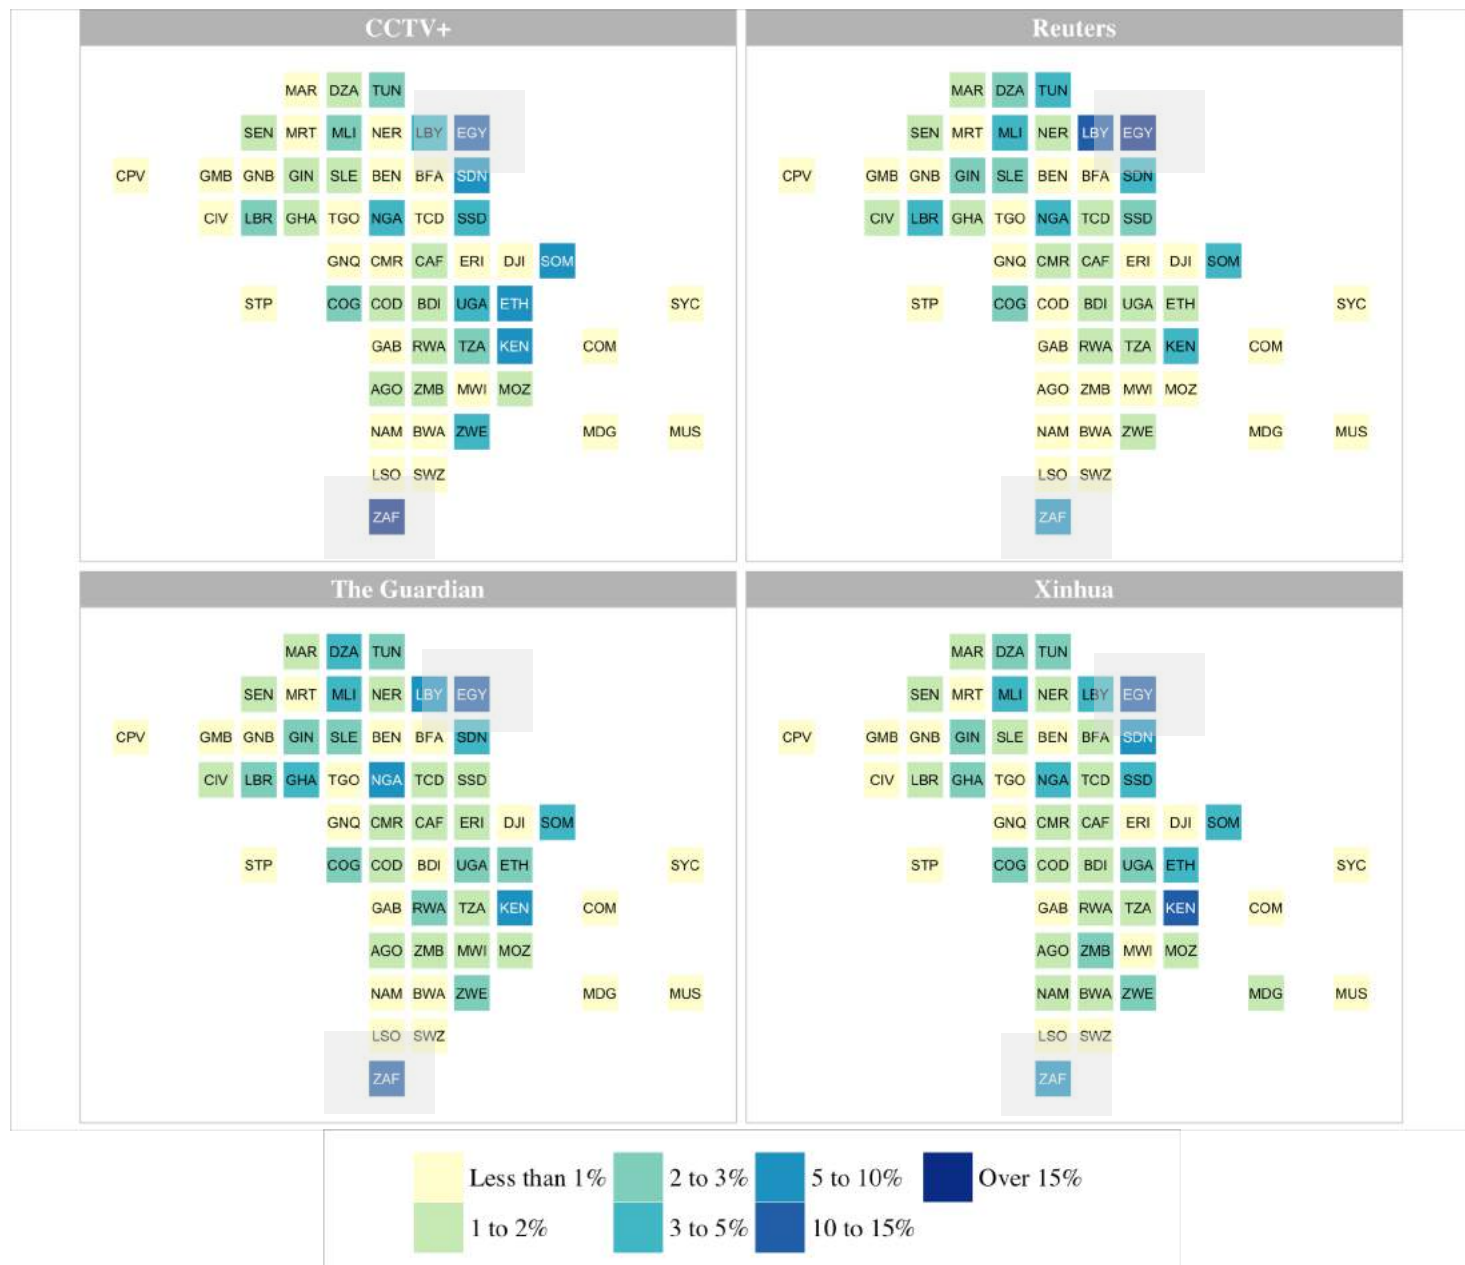 CCTV+
MAR DZA TUN
SEN MRT MLI NER LBY EGY
CPV GMB GNB GIN SLE BEN BFA SDN
CIV LBR GHA TGO NGA TCD SSD
GNQ CMR CAF ERI DJI SOM
STP COG COD BDI UGA ETH SYC
GAB RWA TZA KEN COM
AGO ZMB MWI MOZ
NAM BWA ZWE MDG MUS
LSO SWZ
ZAF
Reuters
MAR DZA TUN
SEN MRT MLI NER LBY EGY
CPV GMB GNB GIN SLE BEN BFA SDN
CIV LBR GHA TGO NGA TCD SSD
GNQ CMR CAF ERI DJI SOM
STP COG COD BDI UGA ETH SYC
GAB RWA TZA KEN COM
AGO ZMB MWI MOZ
NAM BWA ZWE MDG MUS
LSO SWZ
ZAF
The Guardian
MAR DZA TUN
SEN MRT MLI NER LBY EGY
CPV GMB GNB GIN SLE BEN BFA SDN
CIV LBR GHA TGO NGA TCD SSD
GNQ CMR CAF ERI DJI SOM
STP COG COD BDI UGA ETH SYC
GAB RWA TZA KEN COM
AGO ZMB MWI MOZ
NAM BWA ZWE MDG MUS
LSO SWZ
ZAF
Xinhua
MAR DZA TUN
SEN MRT MLI NER LBY EGY
CPV GMB GNB GIN SLE BEN BFA SDN
CIV LBR GHA TGO NGA TCD SSD
GNQ CMR CAF ERI DJI SOM
STP COG COD BDI UGA ETH SYC
GAB RWA TZA KEN COM
AGO ZMB MWI MOZ
NAM BWA ZWE MDG MUS
LSO SWZ
ZAF
Less than 1% 2 to 3% 5 to 10% Over 15%
1 to 2% 3 to 5% 10 to 15%